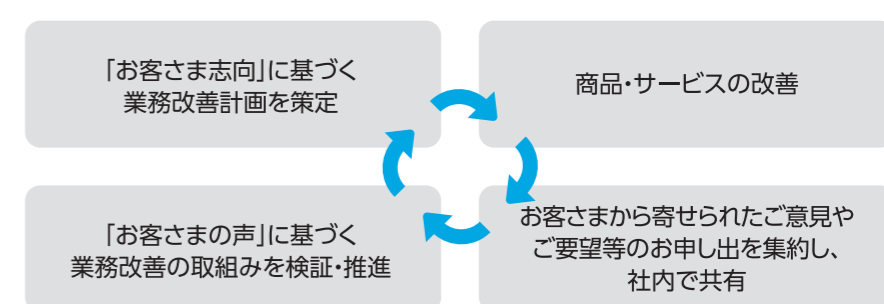 「お客さま志向」に基づく
業務改善計画を策定
商品・サービスの改善
「お客さまの声」に基づく
業務改善の取組みを検証・推進
お客さまから寄せられたご意見や
ご要望等のお申し出を集約し、
社内で共有